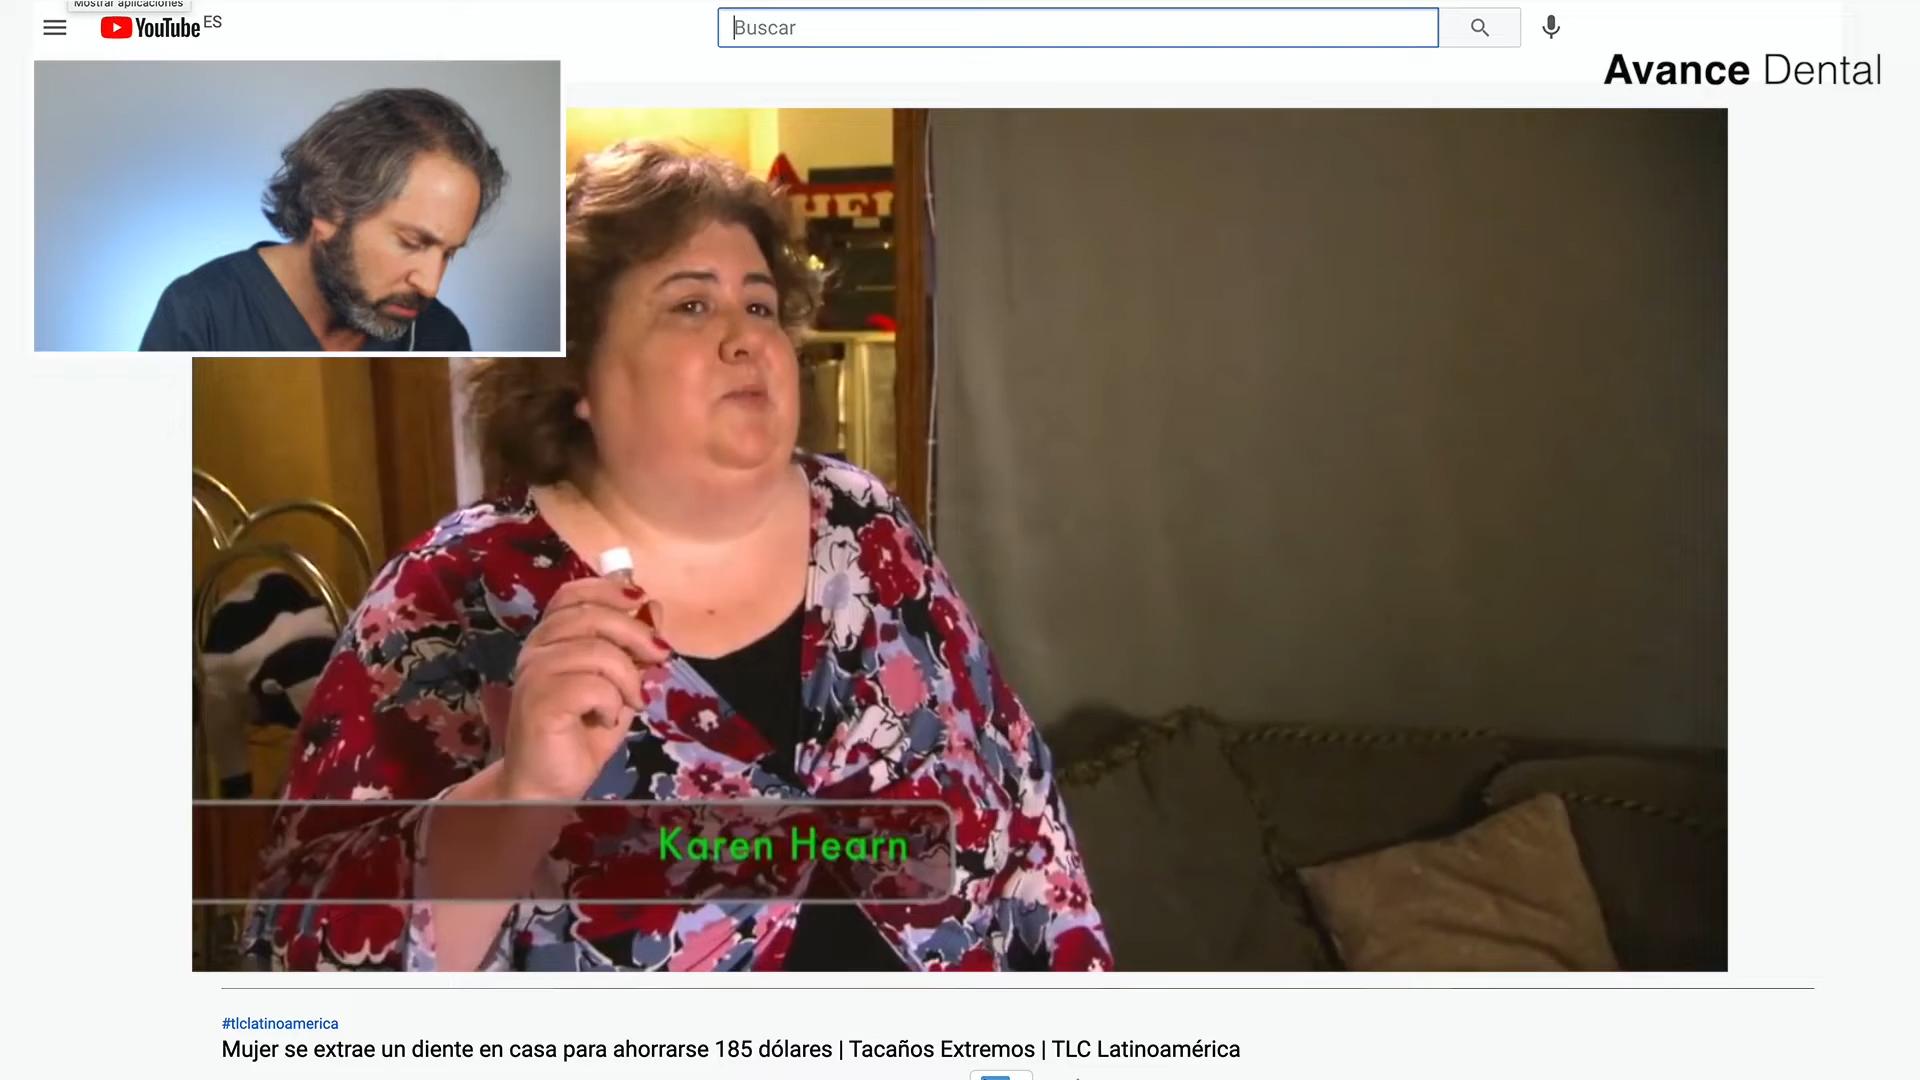 Mostrar aplicaciones
YouTube ES
Buscar
Avance Dental
Karen Hearn
#tlclatinoamerica
Mujer se extrae un diente en casa para ahorrarse 185 dólares | Tacaños Extremos | TLC Latinoamérica